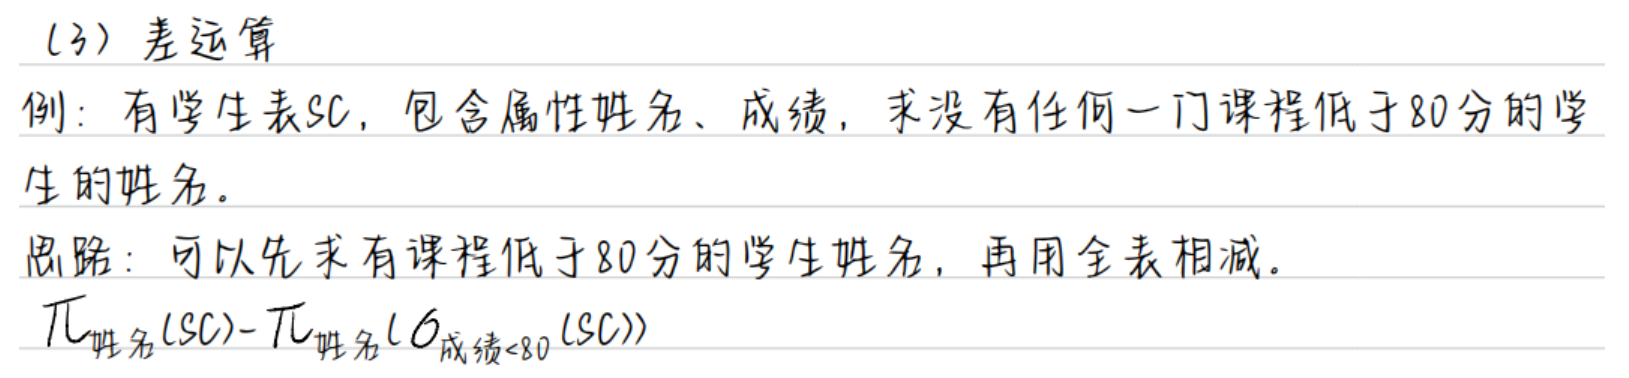 (3) 差运算
例：有学生表SC，包含属性姓名、成绩，求没有任何一门课程低于80分的学
生的姓名。
思路：可以先求有课程低于80分的学生姓名，再用全表相减。
π姓名(SC)-π姓名(σ成绩<80(SC))